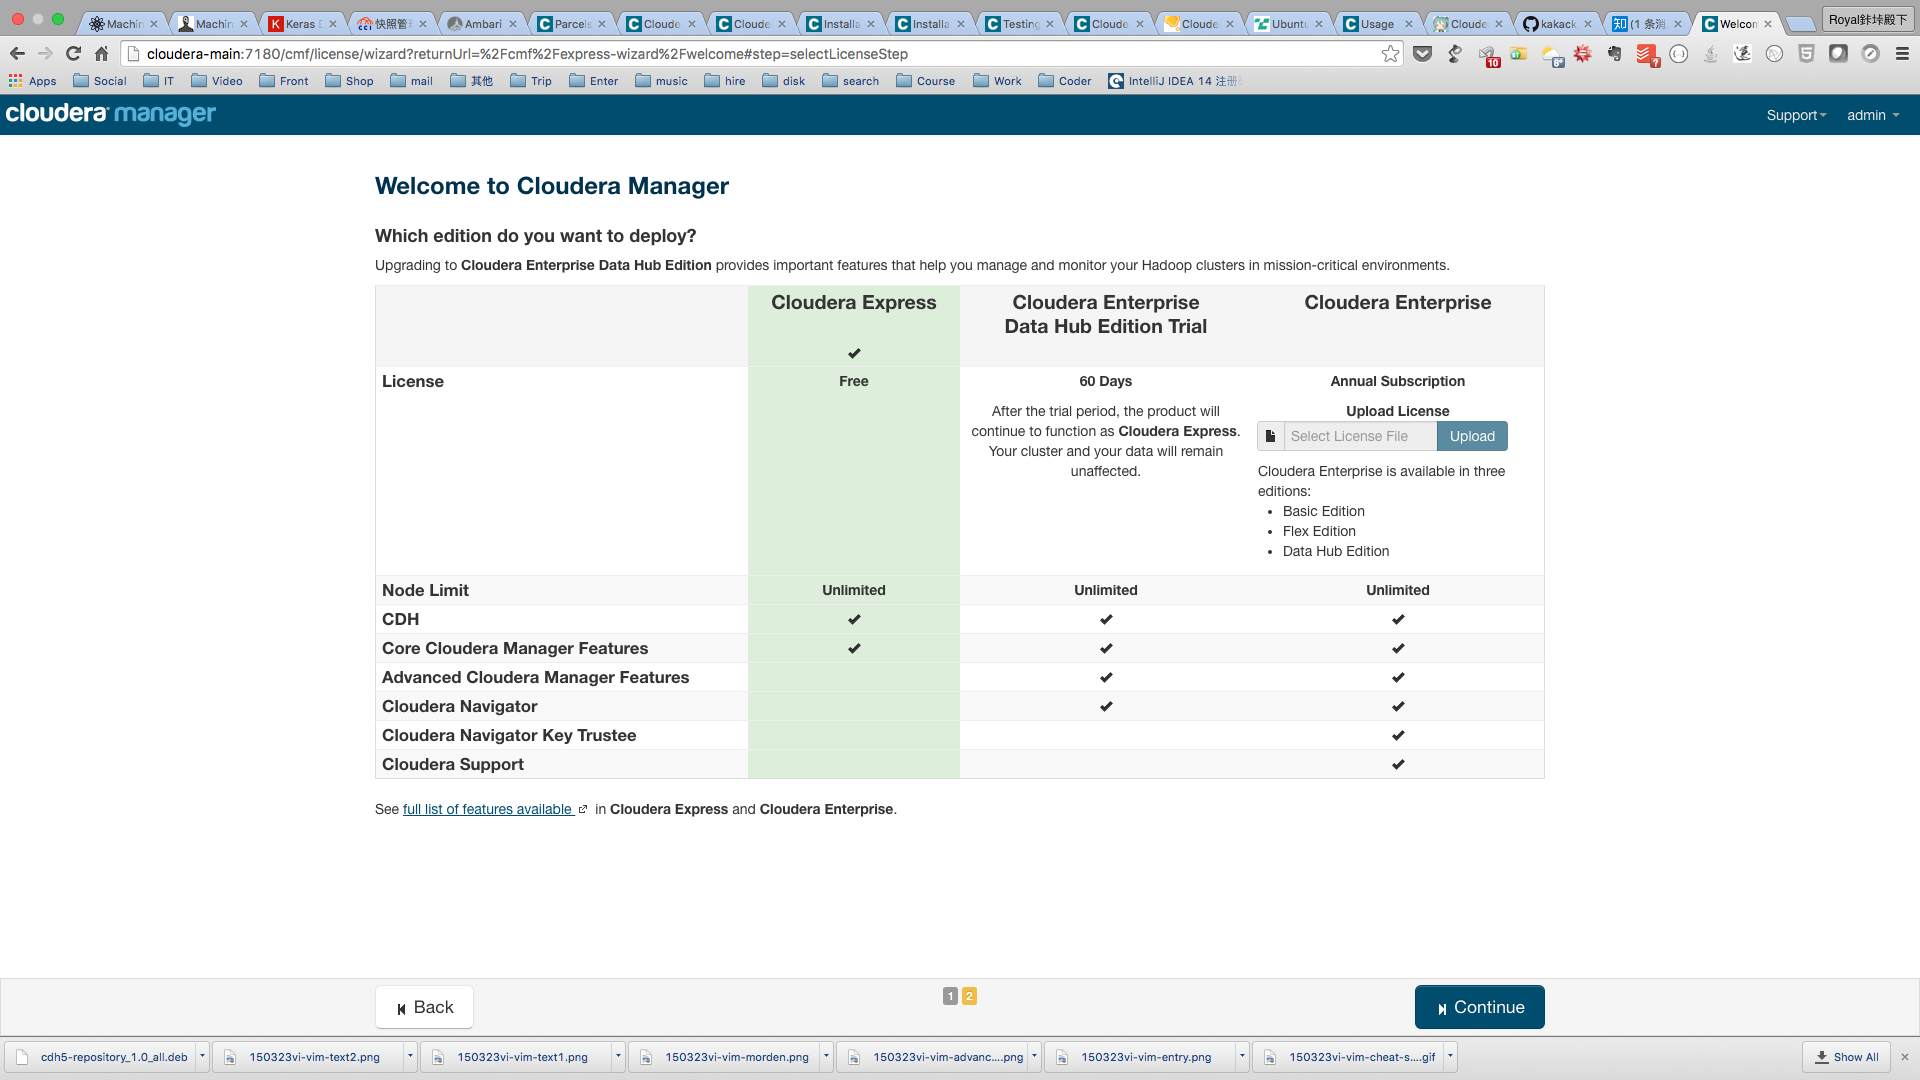 Machin
Machin
Keras
快照管
Ambari
Parcels
Cloude
Cloude
Installa
Installa
Testing
Cloude
Cloude
Ubuntu
Usage
Cloude
kakack
(1 条消
Welcom
cloudera-main:7180/cmf/license/wizard?returnUrl=%2Fcmf%2Fexpress-wizard%2Fwelcome#step=selectLicenseStep
Apps Social IT Video Front Shop mail 其他 Trip Enter music hire disk search Course Work Coder IntelliJ IDEA 14 注册
cloudera manager
Support admin
Welcome to Cloudera Manager
Which edition do you want to deploy?
Upgrading to Cloudera Enterprise Data Hub Edition provides important features that help you manage and monitor your Hadoop clusters in mission-critical environments.
Cloudera Express
Cloudera Enterprise
Data Hub Edition Trial
Cloudera Enterprise
License
Free
60 Days
After the trial period, the product will
continue to function as Cloudera Express.
Your cluster and your data will remain
unaffected.
Annual Subscription
Upload License
Select License File Upload
Cloudera Enterprise is available in three
editions:
• Basic Edition
• Flex Edition
• Data Hub Edition
Node Limit Unlimited Unlimited Unlimited
CDH
Core Cloudera Manager Features
Advanced Cloudera Manager Features
Cloudera Navigator
Cloudera Navigator Key Trustee
Cloudera Support
See full list of features available in Cloudera Express and Cloudera Enterprise.
Back
1 2
Continue
cdh5-repository_1.0_all.deb
150323vi-vim-text2.png
150323vi-vim-text1.png
150323vi-vim-morden.png
150323vi-vim-advanc....png
150323vi-vim-entry.png
150323vi-vim-cheat-s....gif
Show All